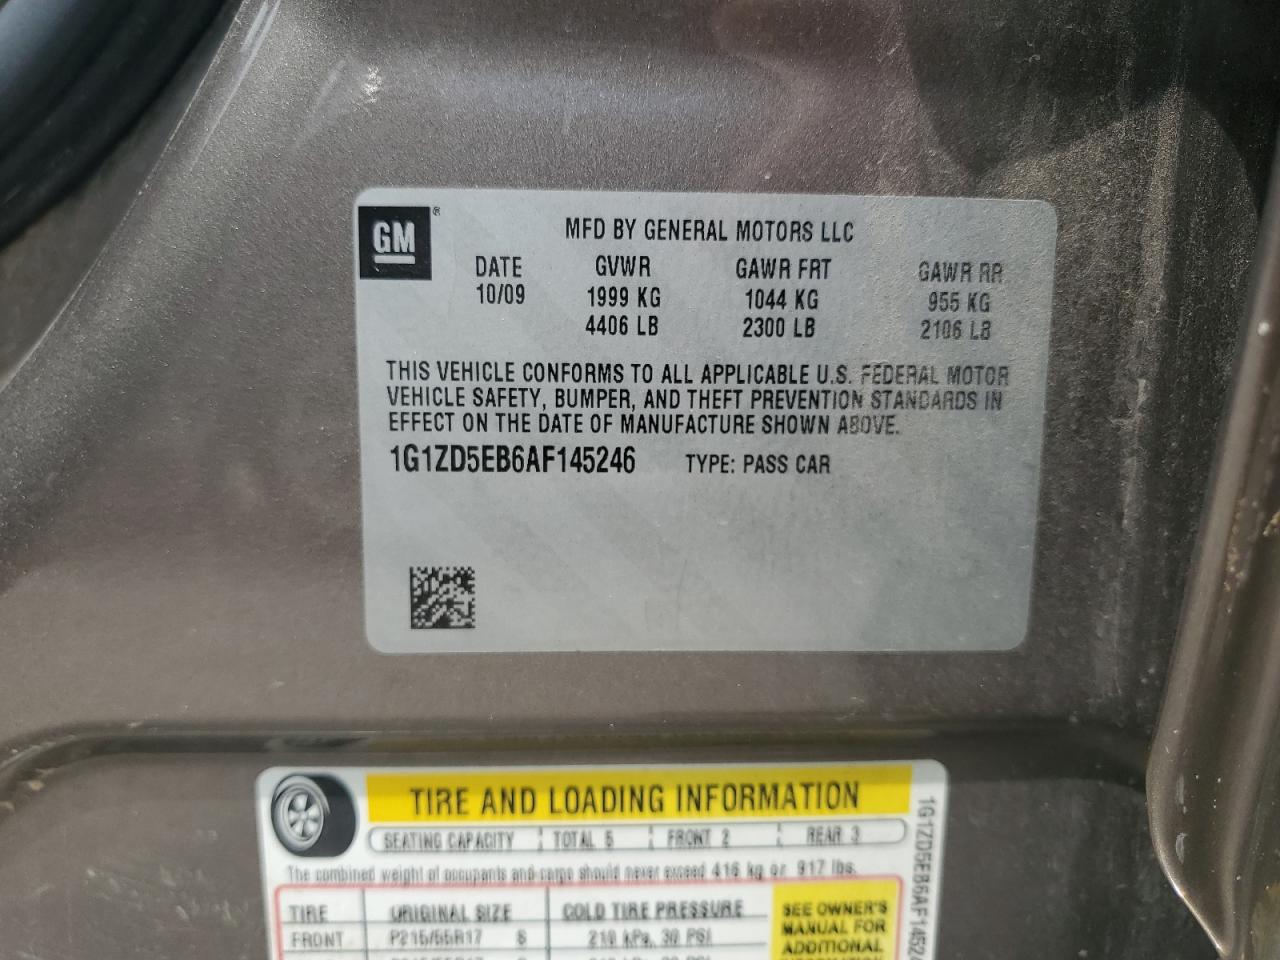 GM®
MFD BY GENERAL MOTORS LLC
DATE GVWR GAWR FRT GAWR RR
10/09 1999 KG 1044 KG 955 KG
4406 LB 2300 LB 2106 LB
THIS VEHICLE CONFORMS TO ALL APPLICABLE U.S. FEDERAL MOTOR
VEHICLE SAFETY, BUMPER, AND THEFT PREVENTION STANDARDS IN
EFFECT ON THE DATE OF MANUFACTURE SHOWN ABOVE.
1G1ZD5EB6AF145246 TYPE: PASS CAR
TIRE AND LOADING INFORMATION
SEATING CAPACITY TOTAL 5 FRONT 2 REAR 3
The combined weight of occupants and cargo should never exceed 416 kg or 917 lbs.
TIRE ORIGINAL SIZE COLD TIRE PRESSURE
FRONT P215/55R17 S 210 kPa, 30 PSI
SEE OWNER'S
MANUAL FOR
ADDITIONAL
1G1ZD5EB6AF14524